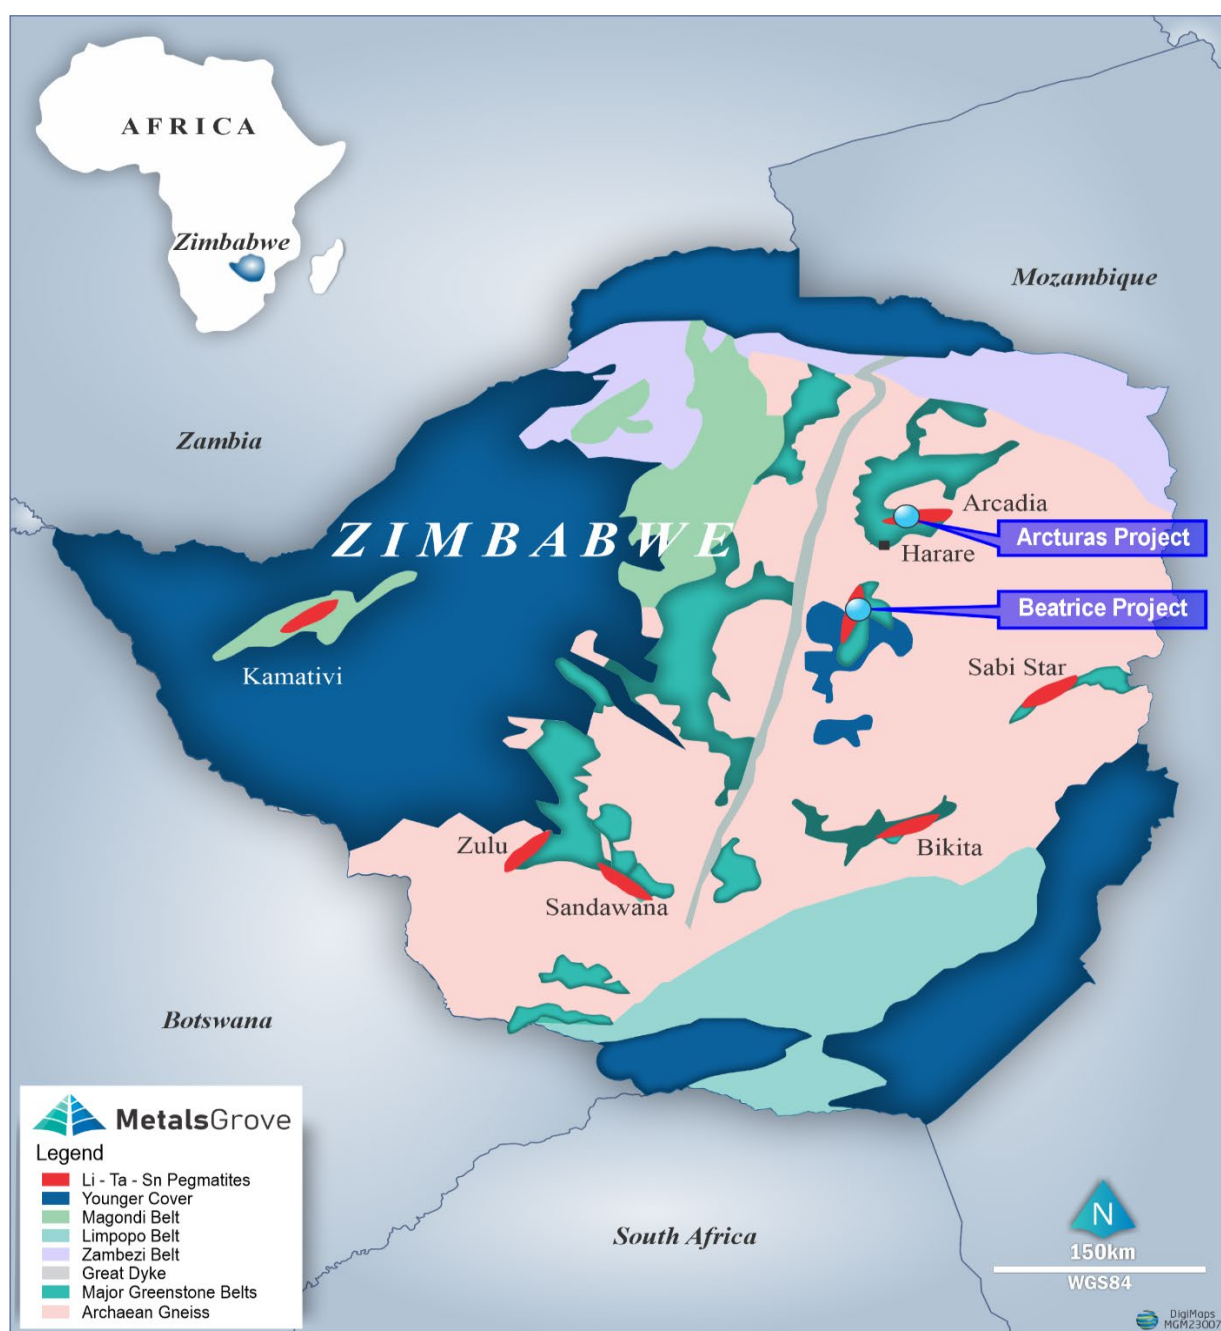 AFRICA
Zimbabwe
Mozambique
Zambia
ZIMBABWE
Arcadia
Arcturas Project
Harare
Beatrice Project
Kamativi
Sabi Star
Zulu
Bikita
Sandawana
Botswana
South Africa
MetalsGrove
Legend
Li - Ta - Sn Pegmatites
Younger Cover
Magondi Belt
Limpopo Belt
Zambezi Belt
Great Dyke
Major Greenstone Belts
Archaean Gneiss
N
150km
WGS84
DigiMaps
MGM23007